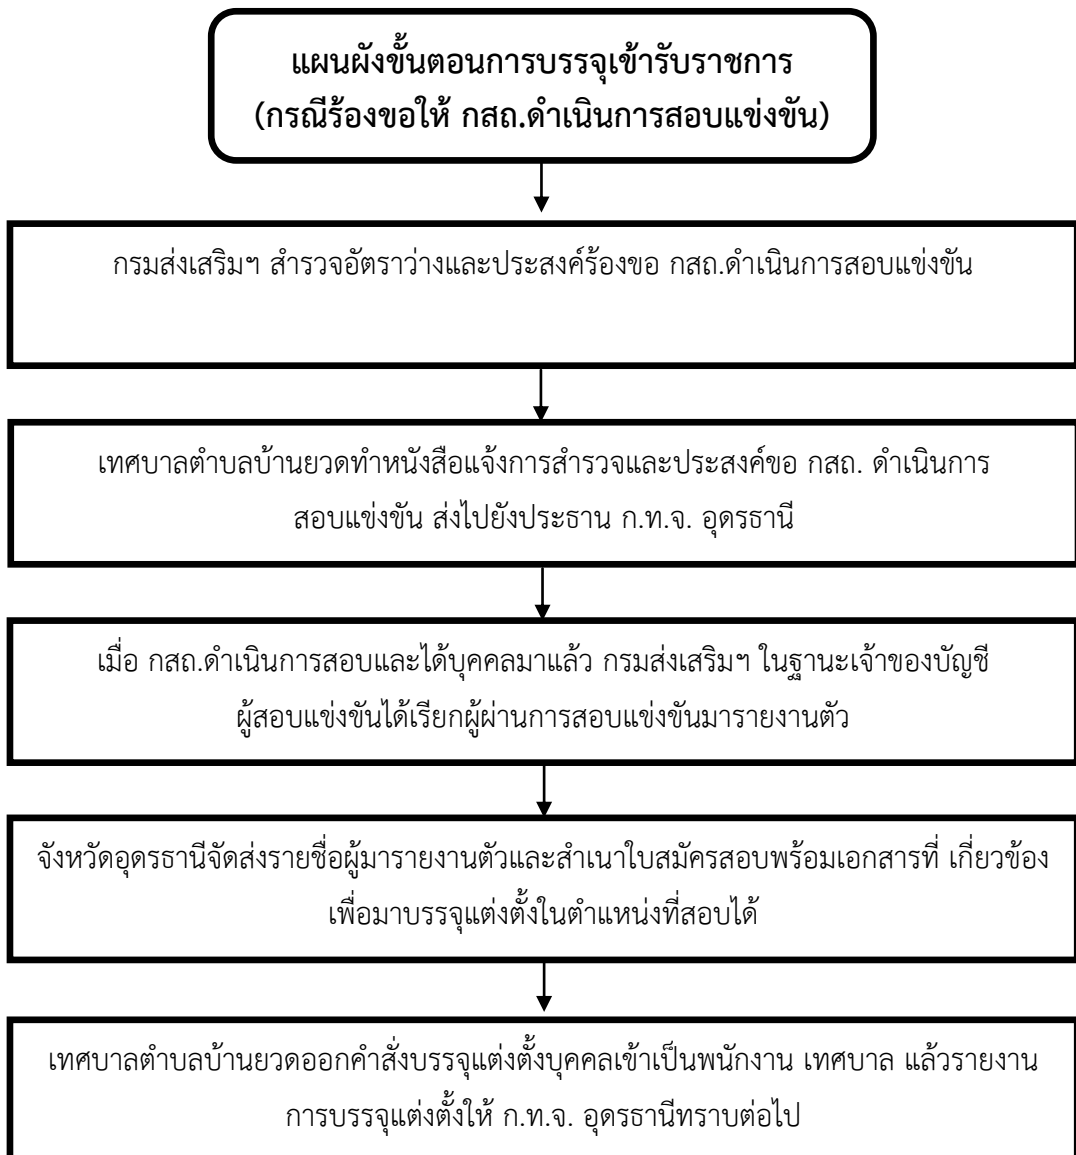 แผนผังขั้นตอนการบรรจุเข้ารับราชการ
(กรณีร้องขอให้ กสถ.ดำเนินการสอบแข่งขัน)
กรมส่งเสริมฯ สำรวจอัตราว่างและประสงค์ร้องขอ กสถ.ดำเนินการสอบแข่งขัน
เทศบาลตำบลบ้านยวดทำหนังสือแจ้งการสำรวจและประสงค์ขอ กสถ. ดำเนินการ
สอบแข่งขัน ส่งไปยังประธาน ก.ท.จ. อุดรธานี
เมื่อ กสถ.ดำเนินการสอบและได้บุคคลมาแล้ว กรมส่งเสริมฯ ในฐานะเจ้าของบัญชี
ผู้สอบแข่งขันได้เรียกผู้ผ่านการสอบแข่งขันมารายงานตัว
จังหวัดอุดรธานีจัดส่งรายชื่อผู้มารายงานตัวและสำเนาใบสมัครสอบพร้อมเอกสารที่ เกี่ยวข้อง
เพื่อมาบรรจุแต่งตั้งในตำแหน่งที่สอบได้
เทศบาลตำบลบ้านยวดออกคำสั่งบรรจุแต่งตั้งบุคคลเข้าเป็นพนักงาน เทศบาล แล้วรายงาน
การบรรจุแต่งตั้งให้ ก.ท.จ. อุดรธานีทราบต่อไป